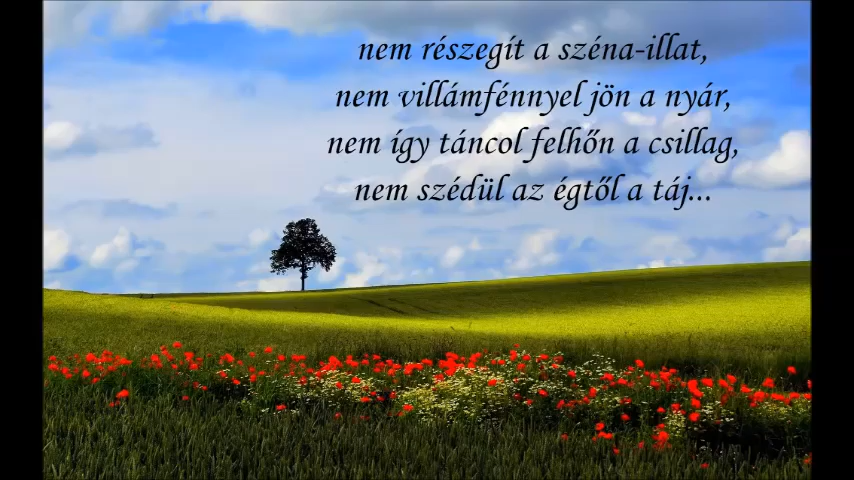 nem részegít a széna-illat,
nem villámfénnyel jön a nyár,
nem így táncol felhőn a csillag,
nem szédül az égtől a táj...